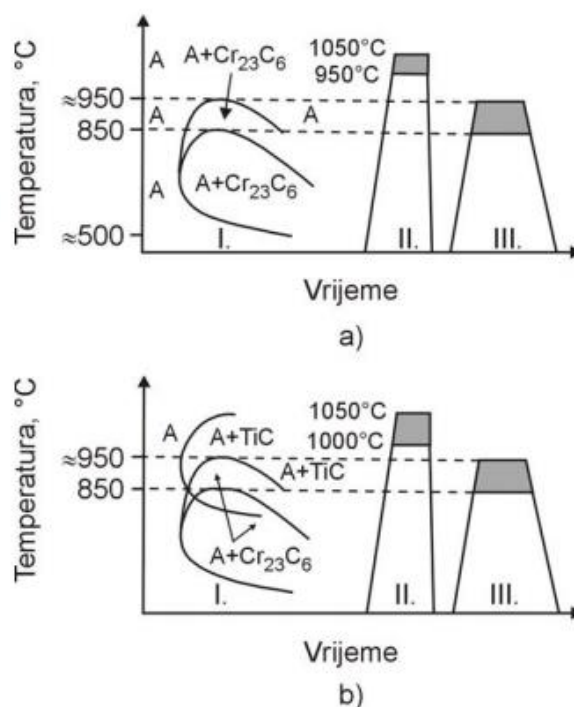 Temperatura, °C
A
A+Cr23C6
1050°C
950°C
≈950
A
A
850
A+Cr23C6
A
≈500
I.
II.
III.
Vrijeme
a)
Temperatura, °C
1050°C
A
A+TiC
1000°C
≈950
A+TiC
850
A+Cr23C6
I.
II.
III.
Vrijeme
b)